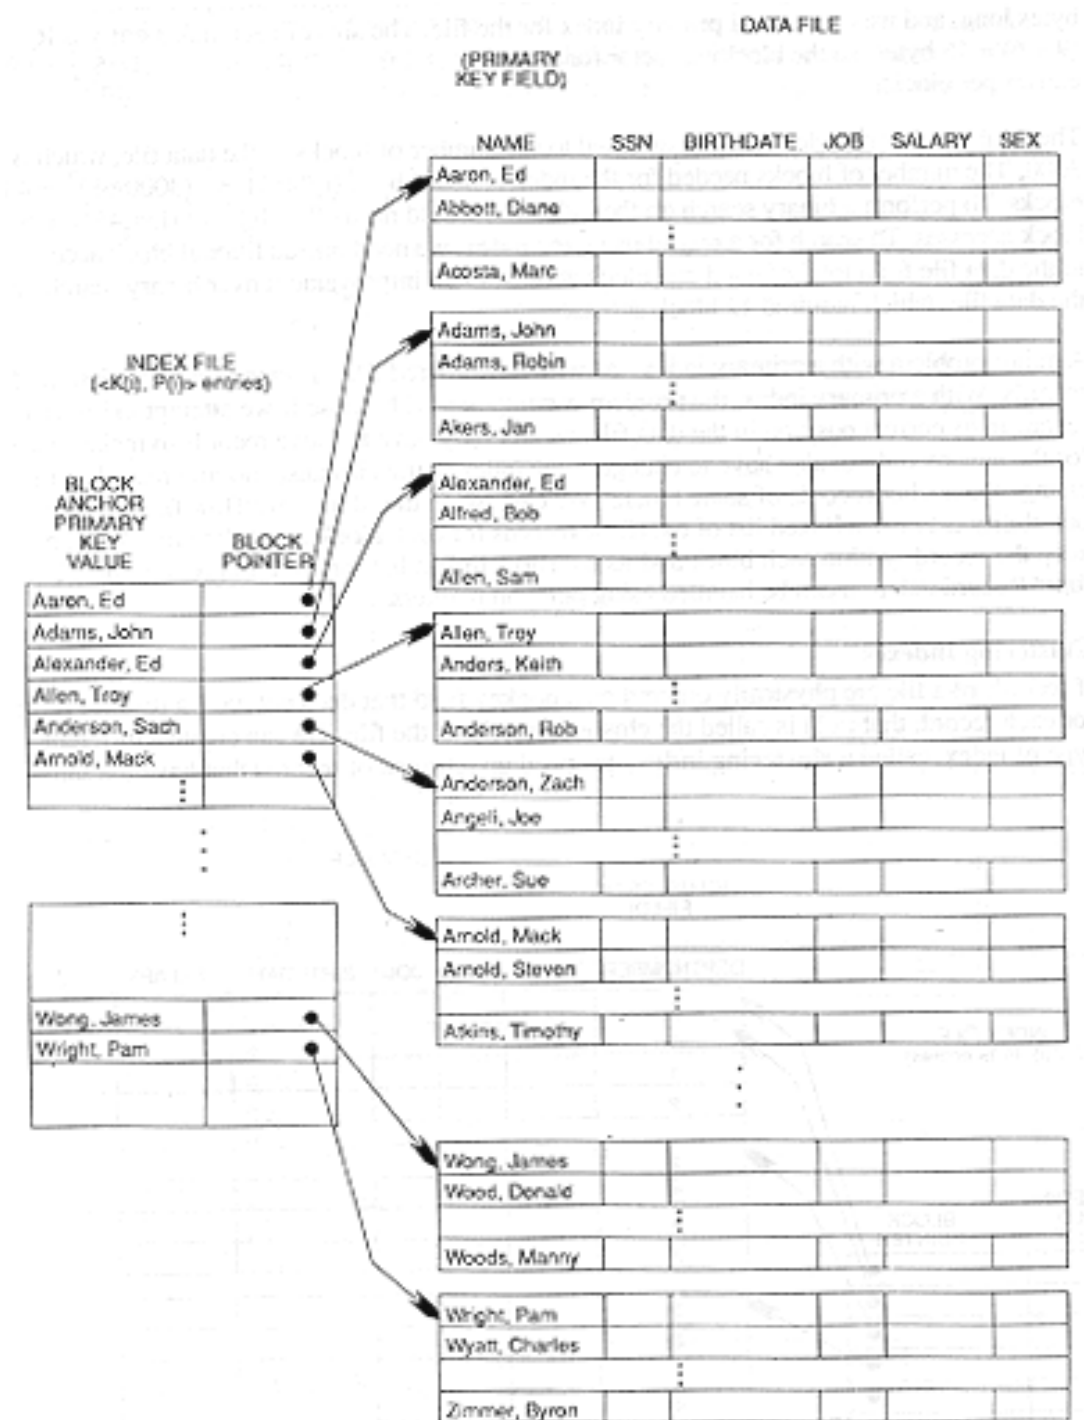 DATA FILE
(PRIMARY
KEY FIELD)
NAME SSN BIRTHDATE JOB SALARY SEX
Aaron, Ed
Abbott, Diane
Acosta, Marc
Adams, John
Adams, Robin
Akers, Jan
INDEX FILE
(<K(i), P(i)> entries)
Alexander, Ed
Alfred, Bob
Allen, Sam
BLOCK
ANCHOR
PRIMARY
KEY
VALUE
BLOCK
POINTER
Aaron, Ed
Adams, John
Alexander, Ed
Allen, Troy
Anderson, Sach
Arnold, Mack
Allen, Troy
Anders, Keith
Anderson, Rob
Anderson, Zach
Angeli, Joe
Archer, Sue
Arnold, Mack
Arnold, Steven
Atkins, Timothy
Wong, James
Wright, Pam
Wong, James
Wood, Donald
Woods, Manny
Wright, Pam
Wyatt, Charles
Zimmer, Byron